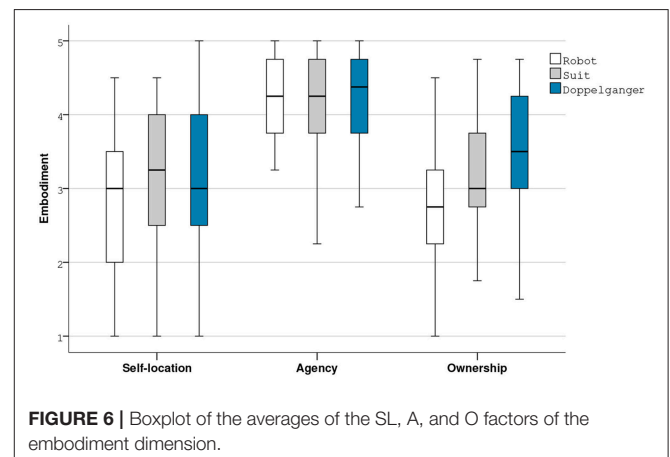 5
4
3
2
1
Embodiment
Robot
Suit
Doppelganger
Self-location
Agency
Ownership
FIGURE 6 | Boxplot of the averages of the SL, A, and O factors of the
embodiment dimension.